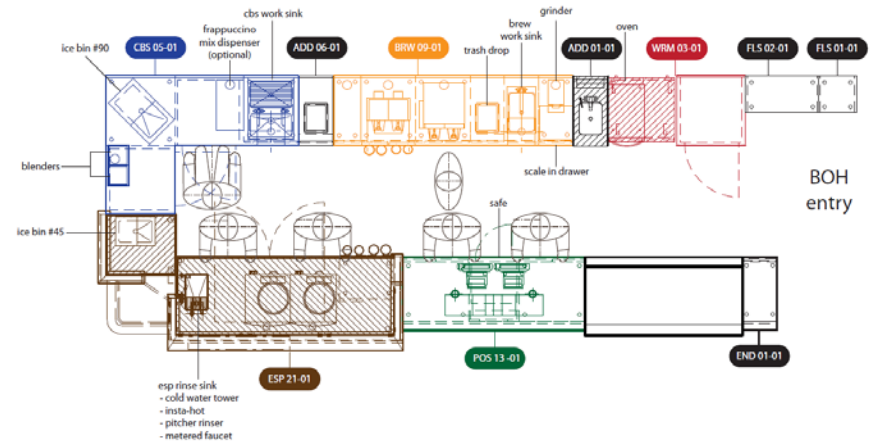 cbs work sink
grinder
frappuccino
mix dispenser
(optional)
brew
work sink
ice bin #90
CBS 05-01
ADD 06-01
BRW 09-01
trash drop
ADD 01-01
oven
WRM 03-01
FLS 02-01
FLS 01-01
blenders
scale in drawer
BOH
entry
safe
ice bin #45
POS 13 -01
END 01-01
ESP 21-01
esp rinse sink
- cold water tower
- insta-hot
- pitcher rinser
- metered faucet